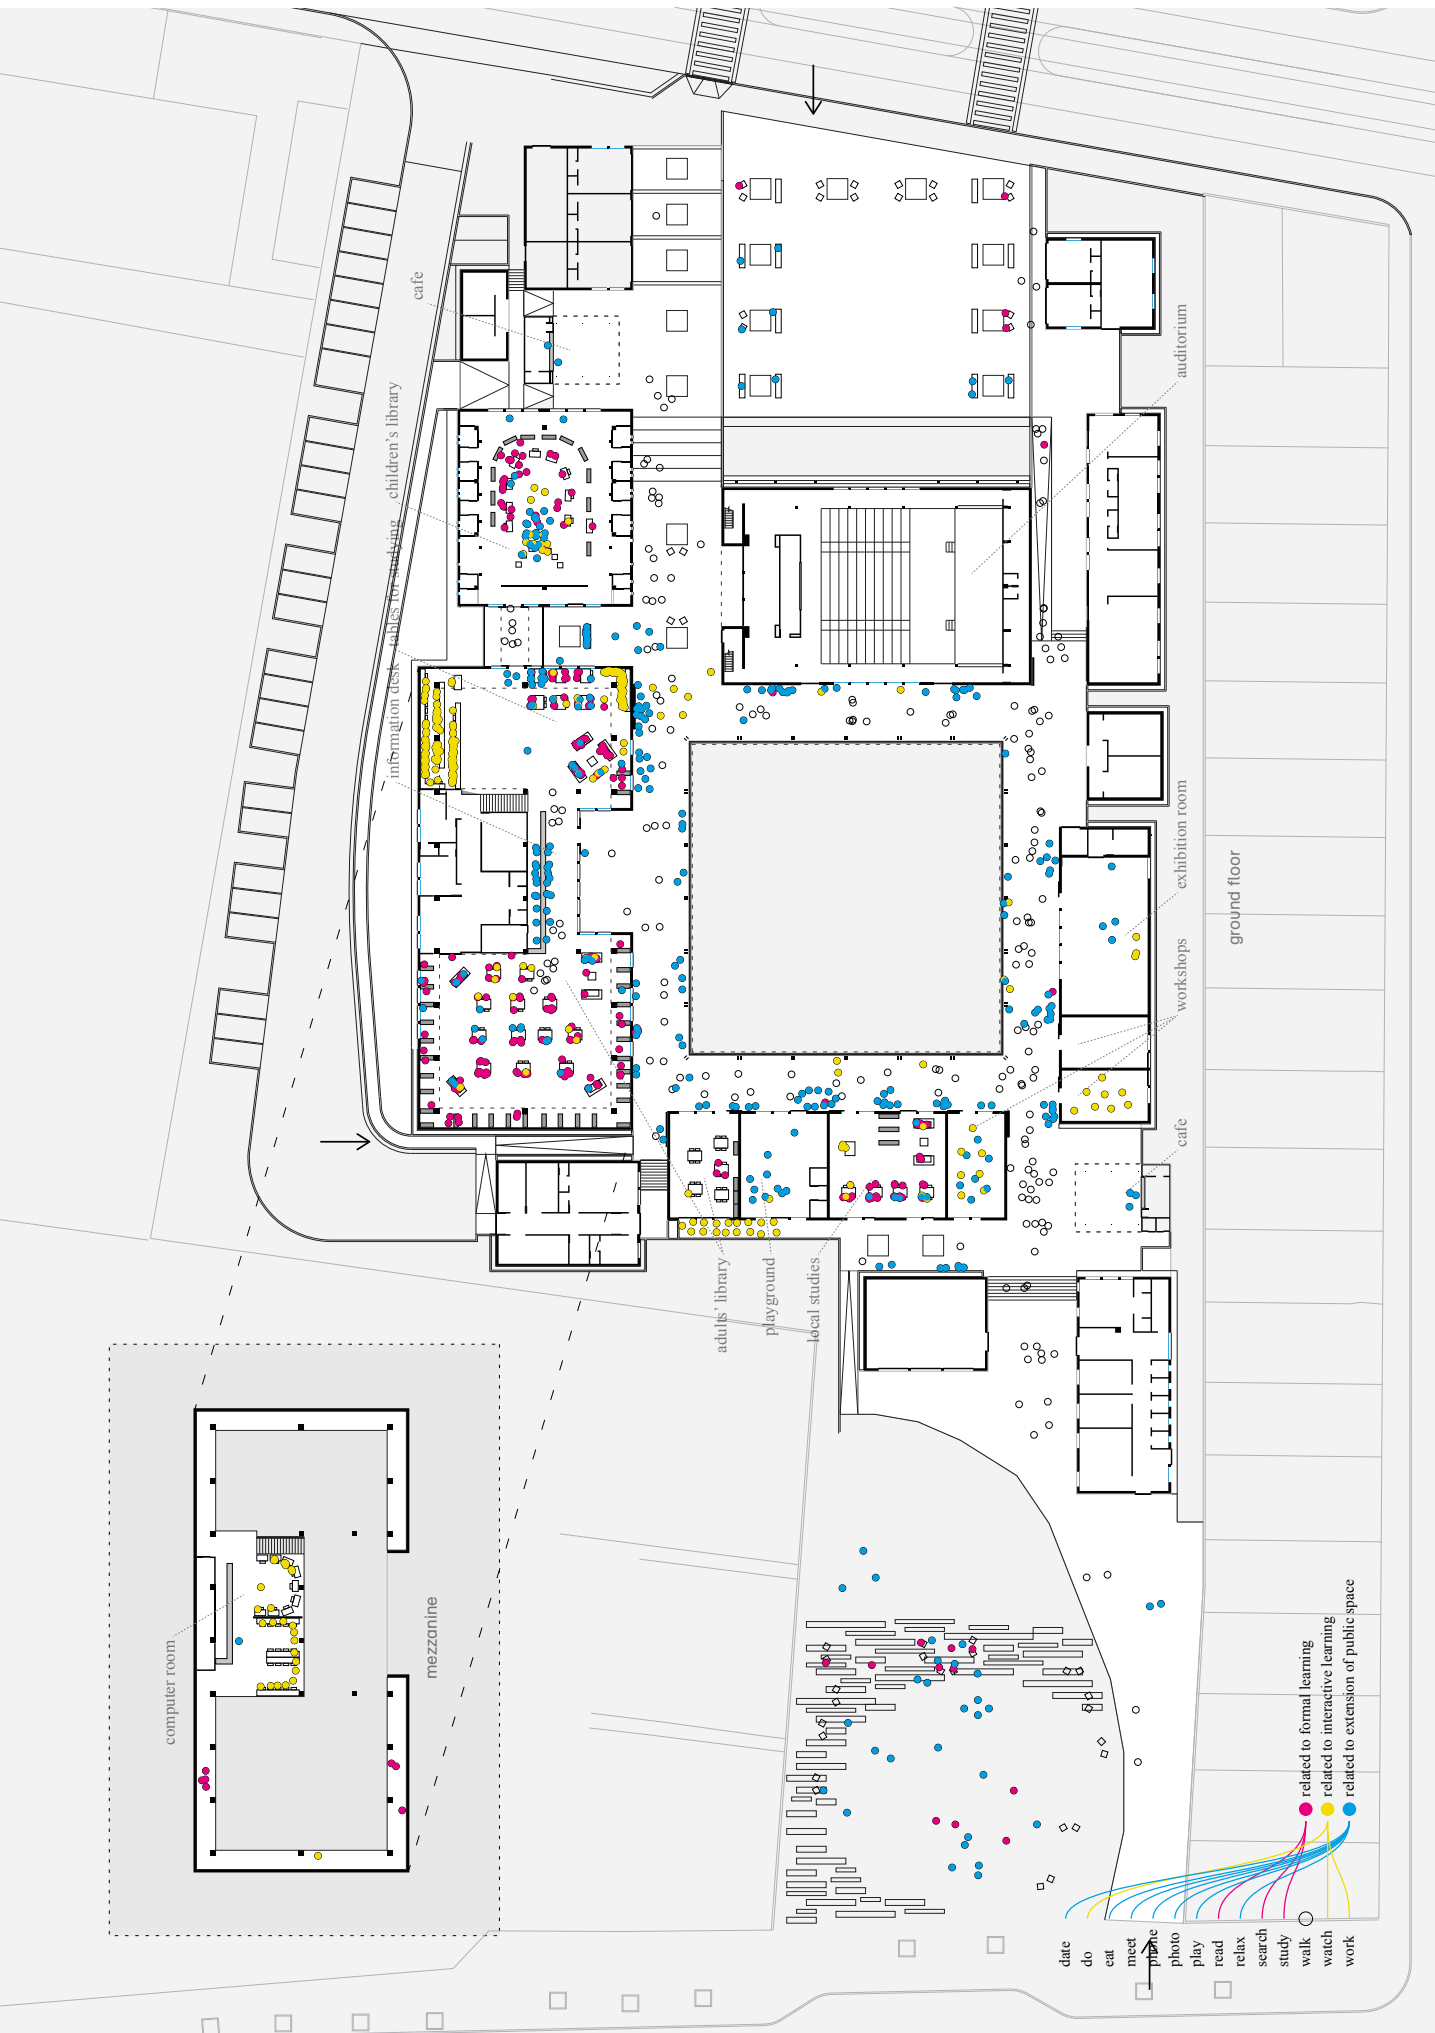 cafe
children's library
tables for studying
information desk
auditorium
exhibition room
workshops
ground floor
cafe
adults' library
playground
local studies
computer room
mezzanine
related to formal learning
related to interactive learning
related to extension of public space
date
do
eat
meet
phone
photo
play
read
relax
search
study
walk
watch
work